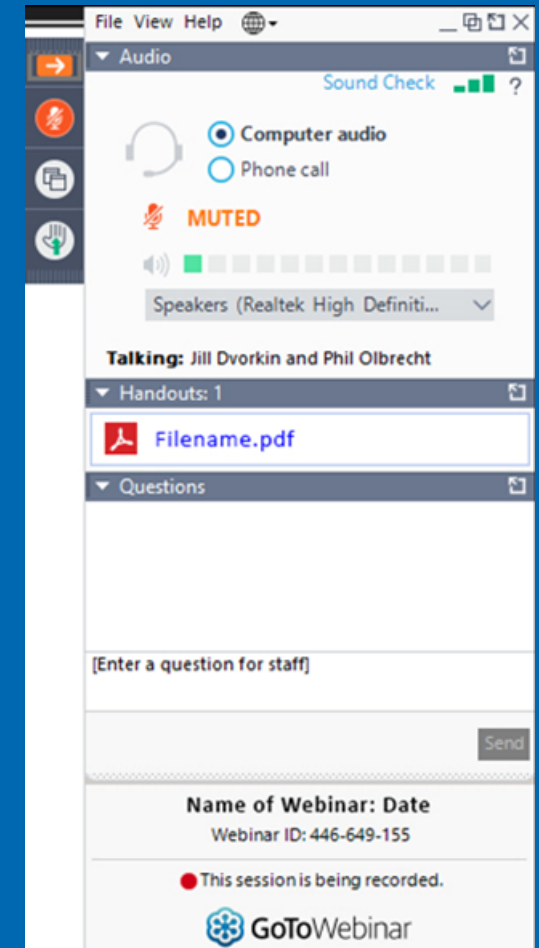 File View Help
Audio
Sound Check ?
Computer audio
Phone call
MUTED
Speakers (Realtek High Definiti...
Talking: Jill Dvorkin and Phil Olbrecht
Handouts: 1
Filename.pdf
Questions
[Enter a question for staff]
Send
Name of Webinar: Date
Webinar ID: 446-649-155
This session is being recorded.
GoToWebinar